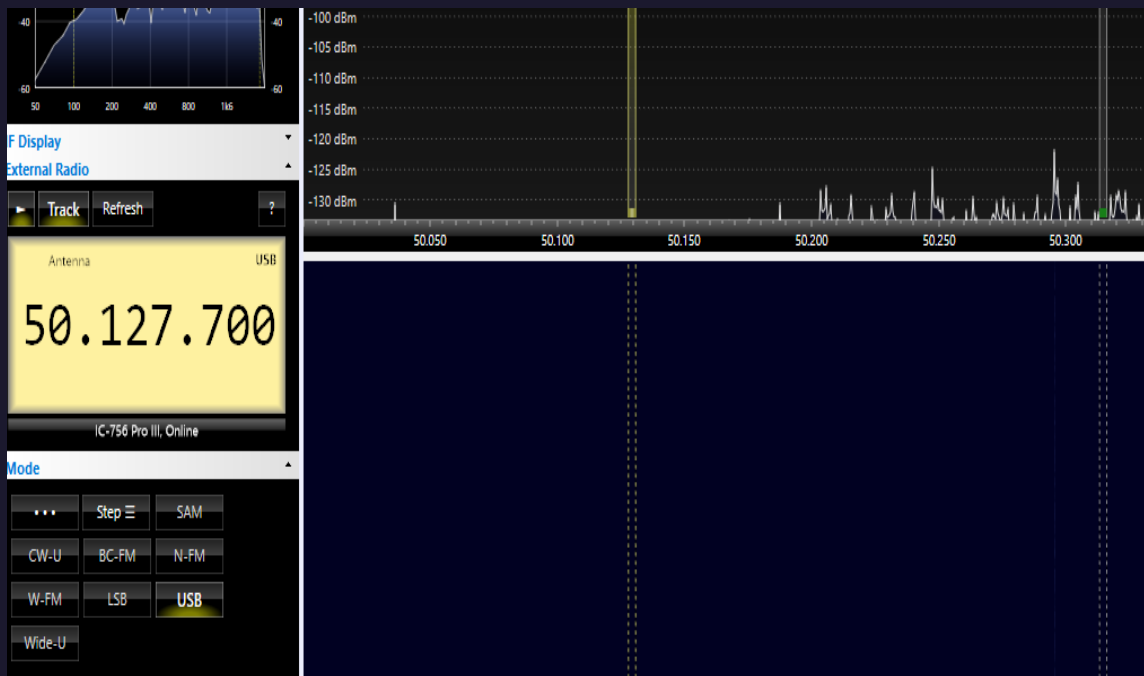 -40
-40
-60
-60
50 100 200 400 800 1k6
F Display
External Radio
Track Refresh ?
Antenna USB
50.127.700
IC-756 Pro III, Online
Mode
••• Step ☰ SAM
CW-U BC-FM N-FM
W-FM LSB USB
Wide-U
-100 dBm
-105 dBm
-110 dBm
-115 dBm
-120 dBm
-125 dBm
-130 dBm
50.050 50.100 50.150 50.200 50.250 50.300